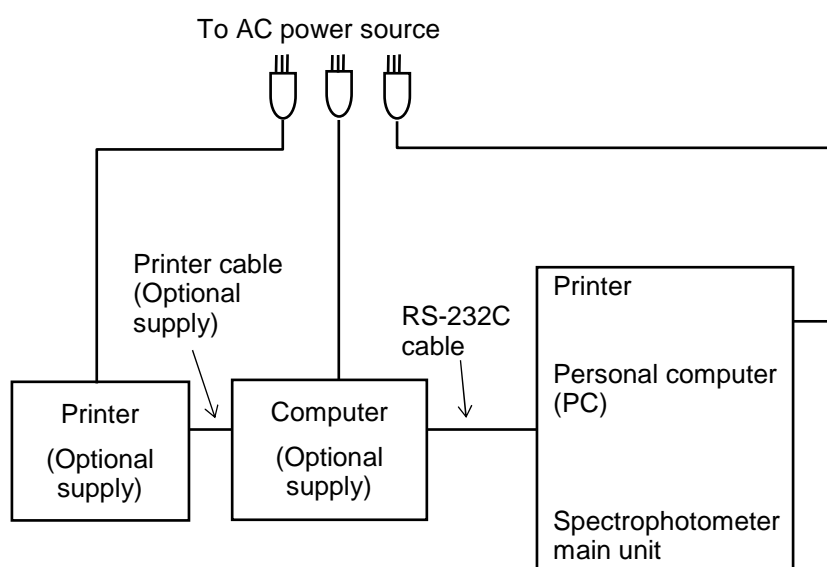 To AC power source
Printer cable
(Optional
supply)
RS-232C
cable
Printer
(Optional
supply)
Computer
(Optional
supply)
Printer
Personal computer
(PC)
Spectrophotometer
main unit